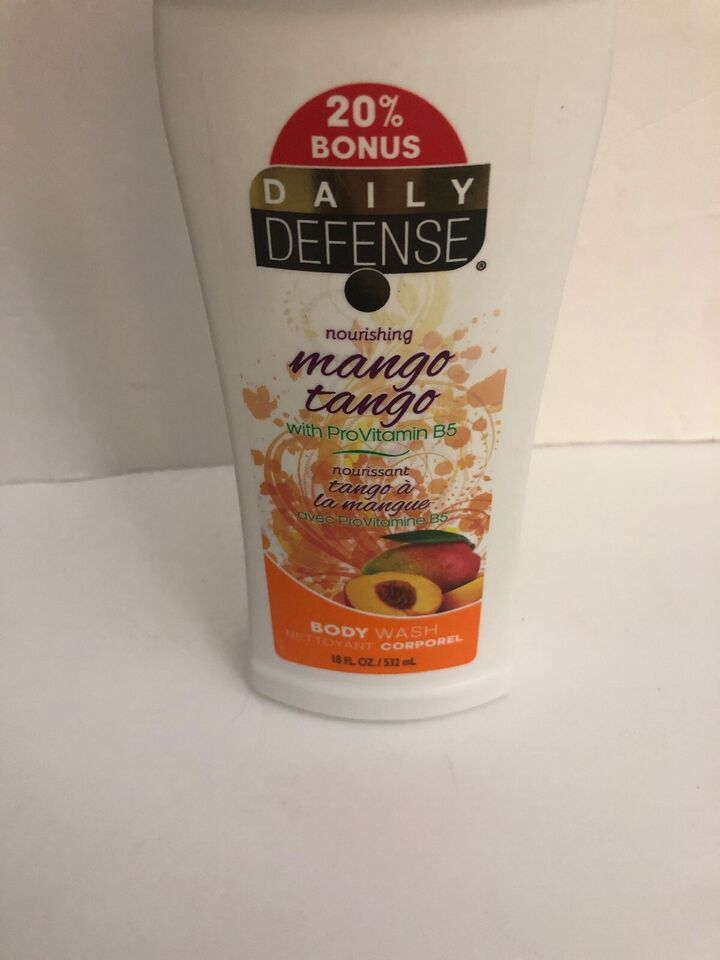 20%
BONUS
DAILY
DEFENSE®
nourishing
mango
tango
with ProVitamin B5
nourissant
tango à
la mangue
avec ProVitamine B5
BODY WASH
NETTOYANT CORPOREL
18 FL. OZ. / 532 mL